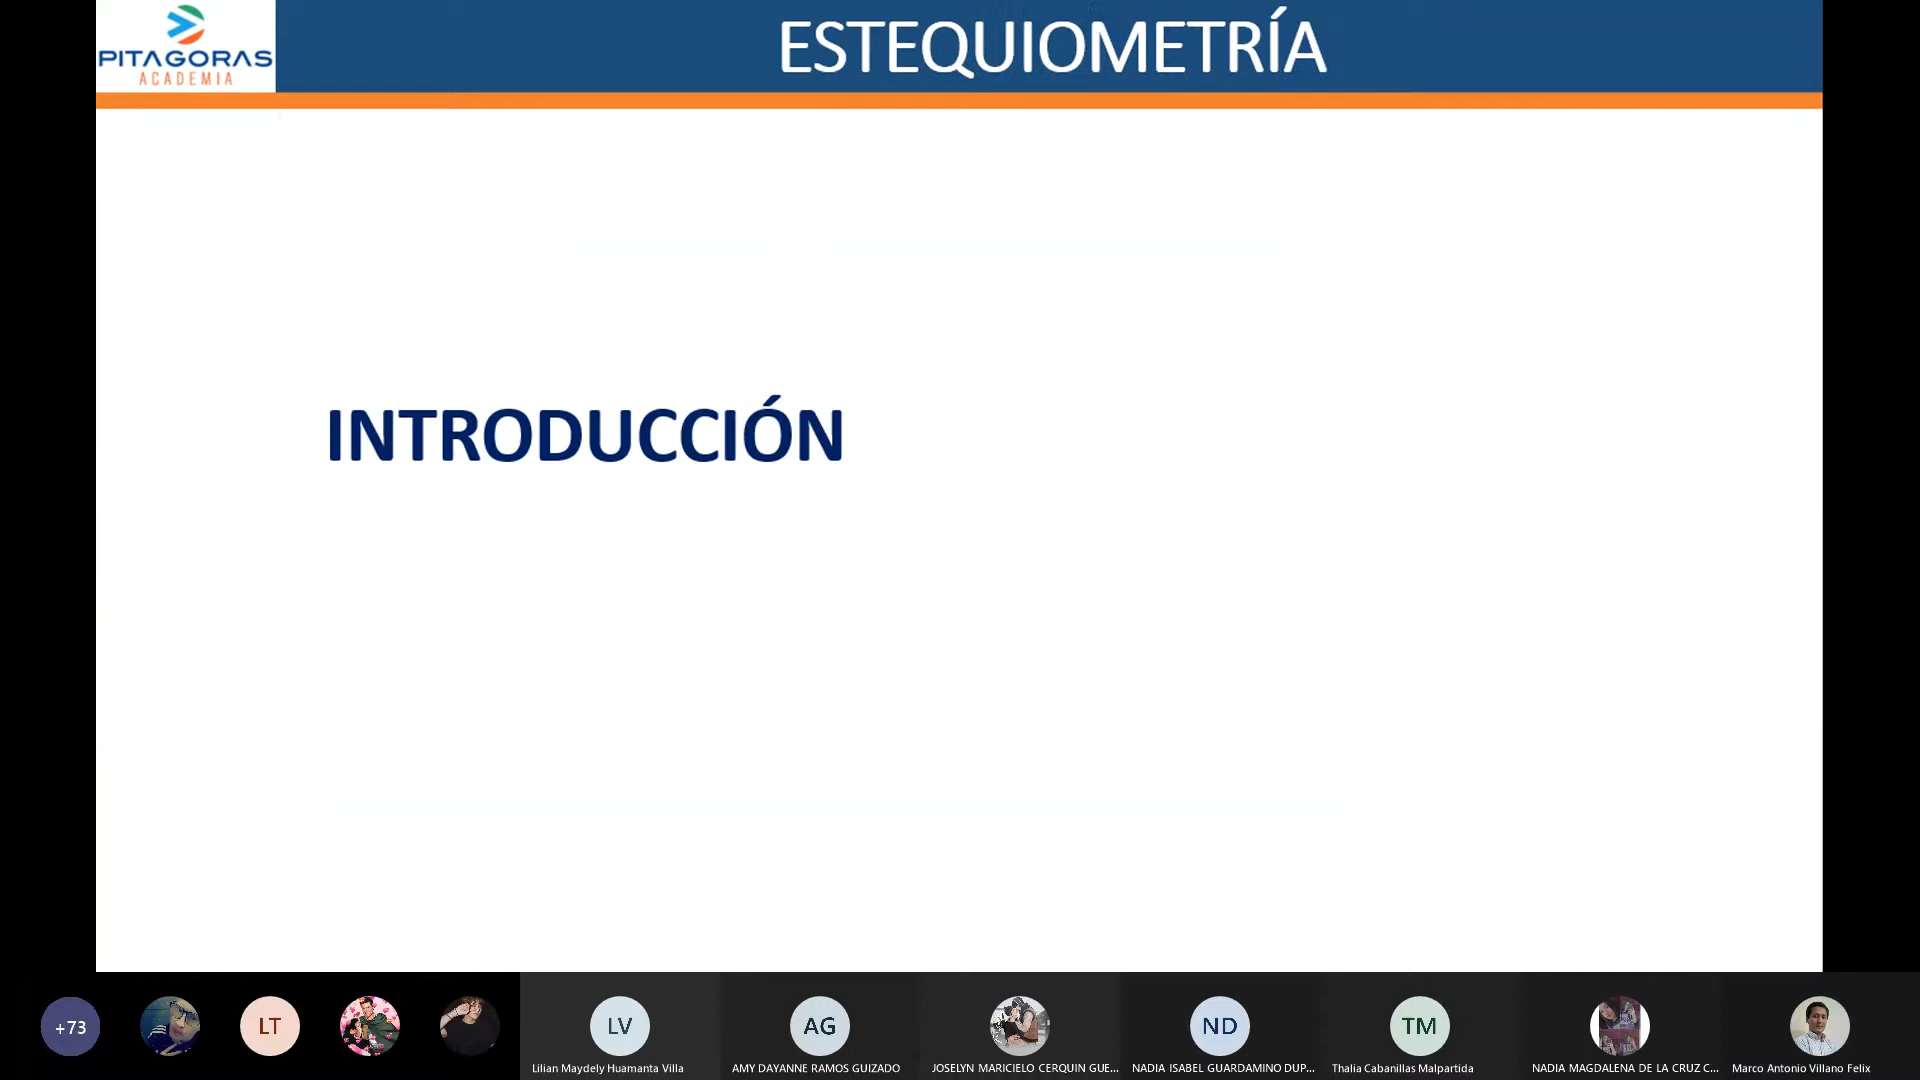 PITAGORAS
ACADEMIA
ESTEQUIOMETRÍA
INTRODUCCIÓN
+73
LT
LV
AG
ND
TM
Lilian Maydely Huamanta Villa
AMY DAYANNE RAMOS GUIZADO
JOSELYN MARICIELO CERQUIN GUE...
NADIA ISABEL GUARDAMINO DUP...
Thalia Cabanillas Malpartida
NADIA MAGDALENA DE LA CRUZ C...
Marco Antonio Villano Felix